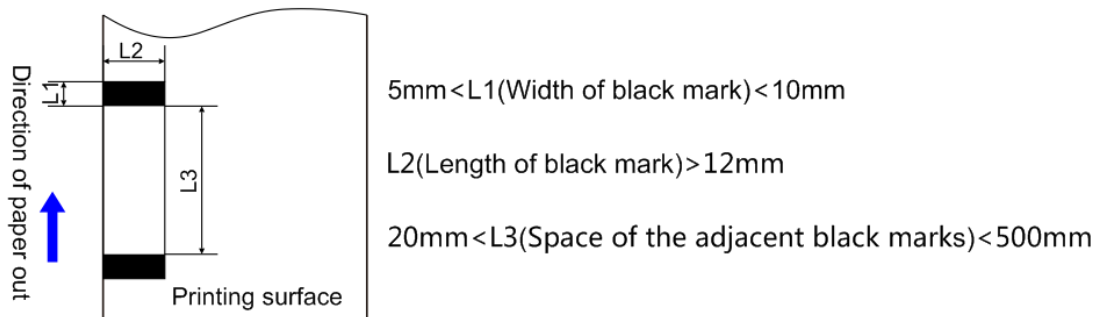 Direction of paper out
L2
L1
L3
Printing surface
5mm<L1(Width of black mark)<10mm
L2(Length of black mark)>12mm
20mm<L3(Space of the adjacent black marks)<500mm